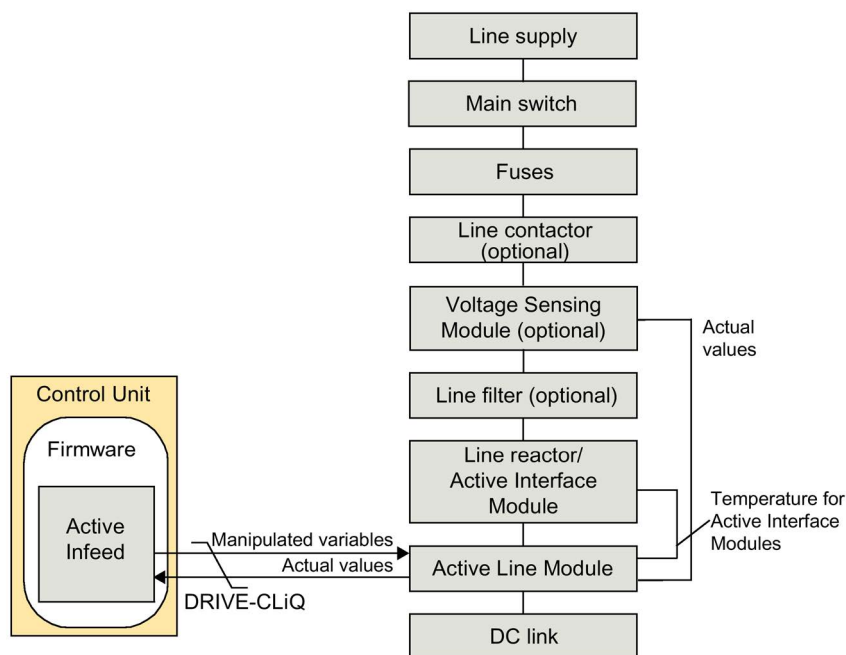 Line supply
Main switch
Fuses
Line contactor
(optional)
Voltage Sensing
Module (optional)
Actual
values
Line filter (optional)
Control Unit
Firmware
Line reactor/
Active Interface
Module
Temperature for
Active Interface
Modules
Active
Infeed
Manipulated variables
Actual values
DRIVE-CLiQ
Active Line Module
DC link